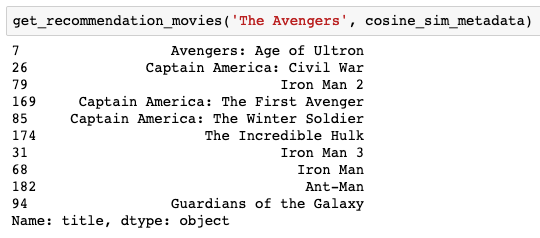 get_recommendation_movies('The Avengers', cosine_sim_metadata)
7 Avengers: Age of Ultron
26 Captain America: Civil War
79 Iron Man 2
169 Captain America: The First Avenger
85 Captain America: The Winter Soldier
174 The Incredible Hulk
31 Iron Man 3
68 Iron Man
182 Ant-Man
94 Guardians of the Galaxy
Name: title, dtype: object